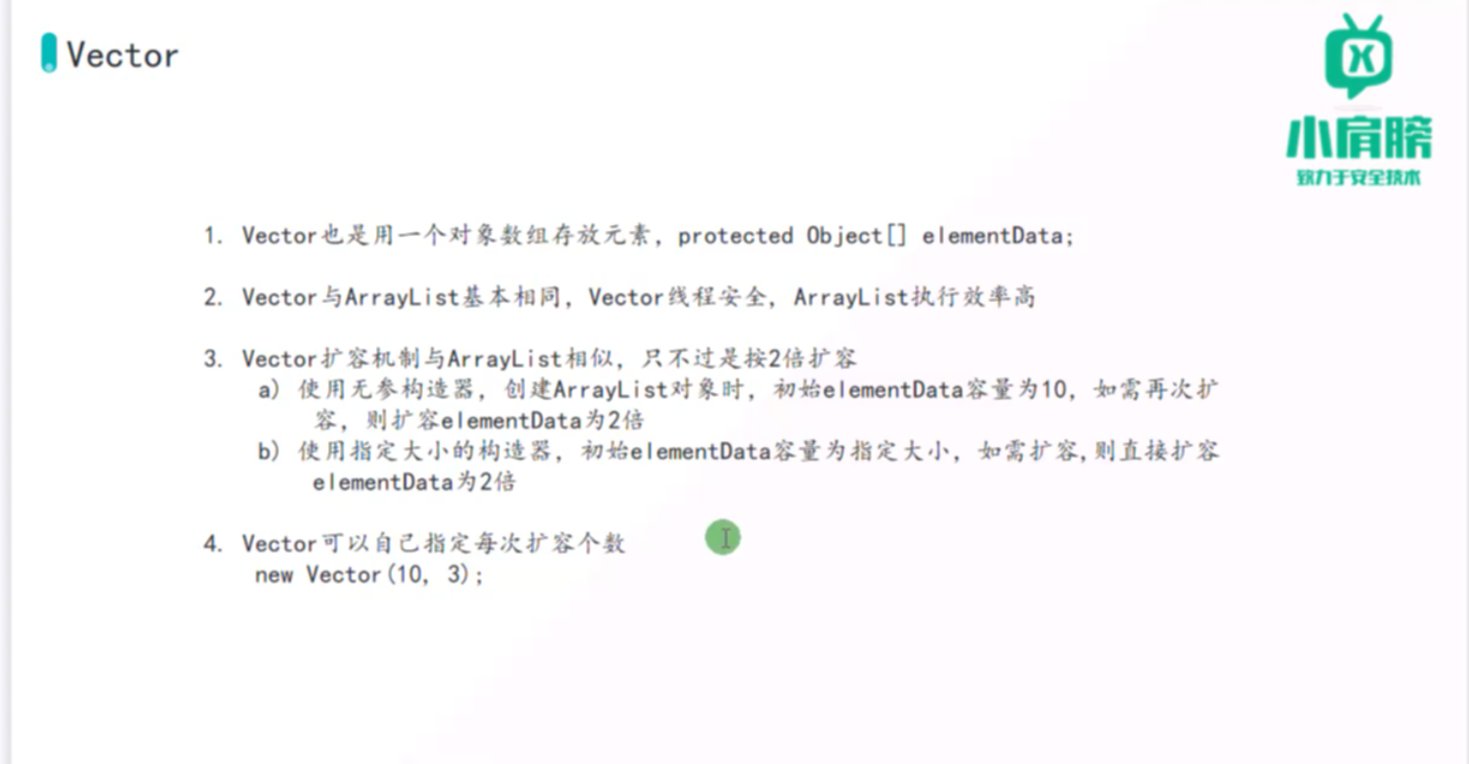 Vector
小肩膀
致力于安全技术
1. Vector也是用一个对象数组存放元素，protected Object[] elementData;
2. Vector与ArrayList基本相同，Vector线程安全，ArrayList执行效率高
3. Vector扩容机制与ArrayList相似，只不过是按2倍扩容
a) 使用无参构造器，创建ArrayList对象时，初始elementData容量为10，如需再次扩
容，则扩容elementData为2倍
b) 使用指定大小的构造器，初始elementData容量为指定大小，如需扩容,则直接扩容
elementData为2倍
4. Vector可以自己指定每次扩容个数
new Vector(10, 3);